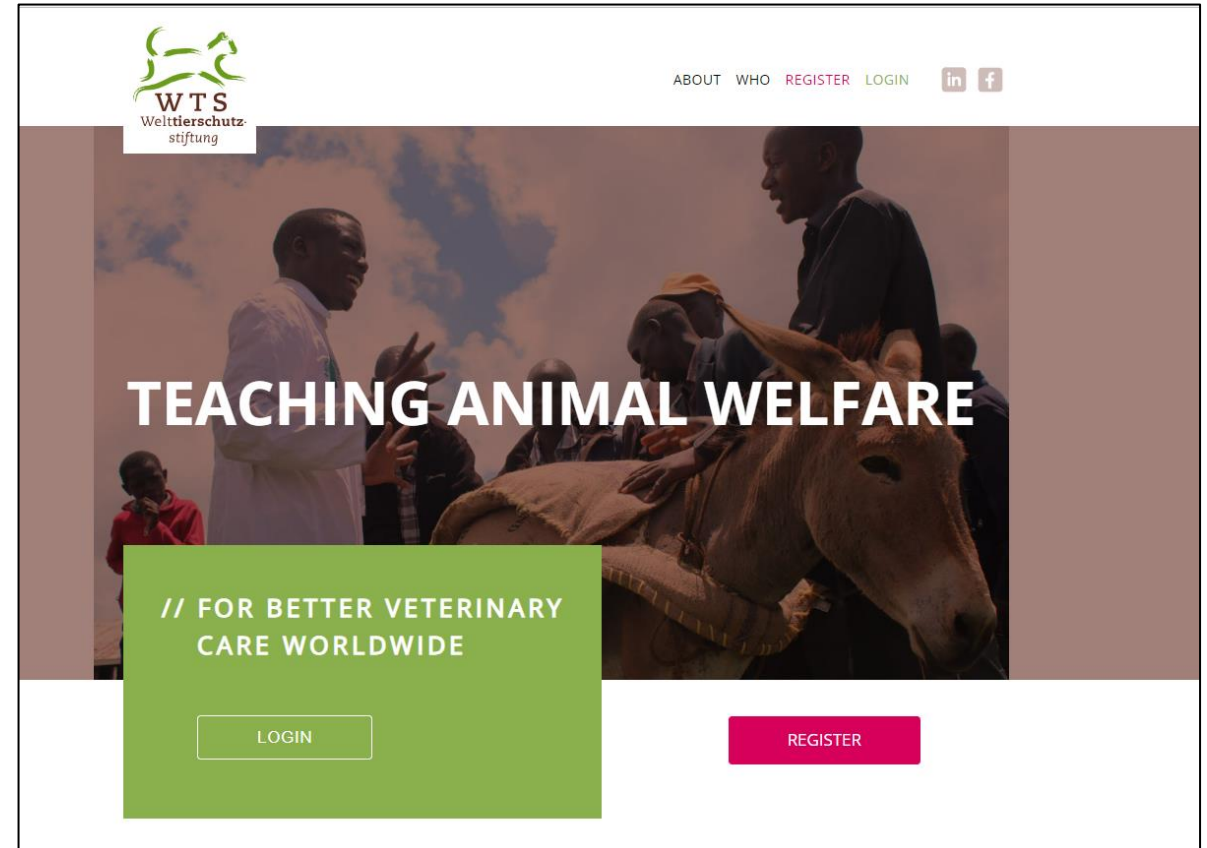 WTS
Welttierschutz-
stiftung
ABOUT WHO REGISTER LOGIN
in f
TEACHING ANIMAL WELFARE
// FOR BETTER VETERINARY
CARE WORLDWIDE
LOGIN
REGISTER